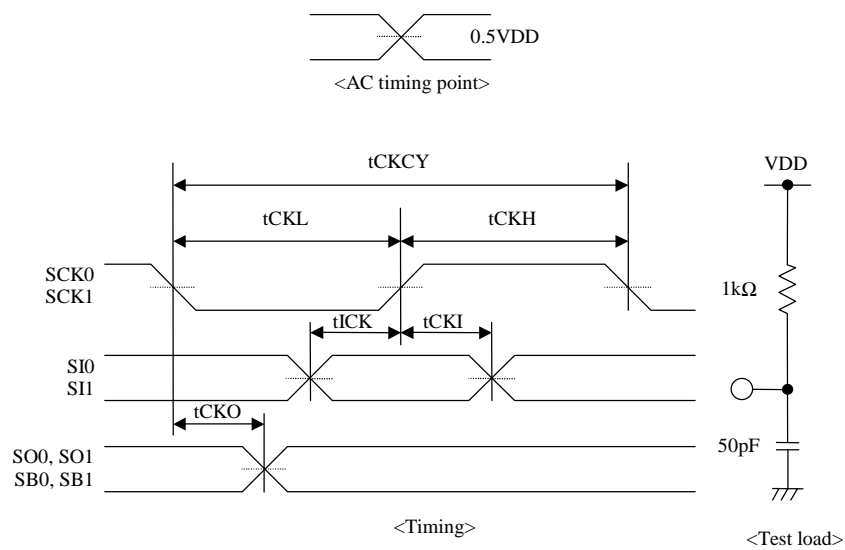 0.5VDD
<AC timing point>
tCKCY
VDD
tCKL
tCKH
SCK0
SCK1
1kΩ
tICK
tCKI
SI0
SI1
tCKO
SO0, SO1
SB0, SB1
50pF
<Timing>
<Test load>